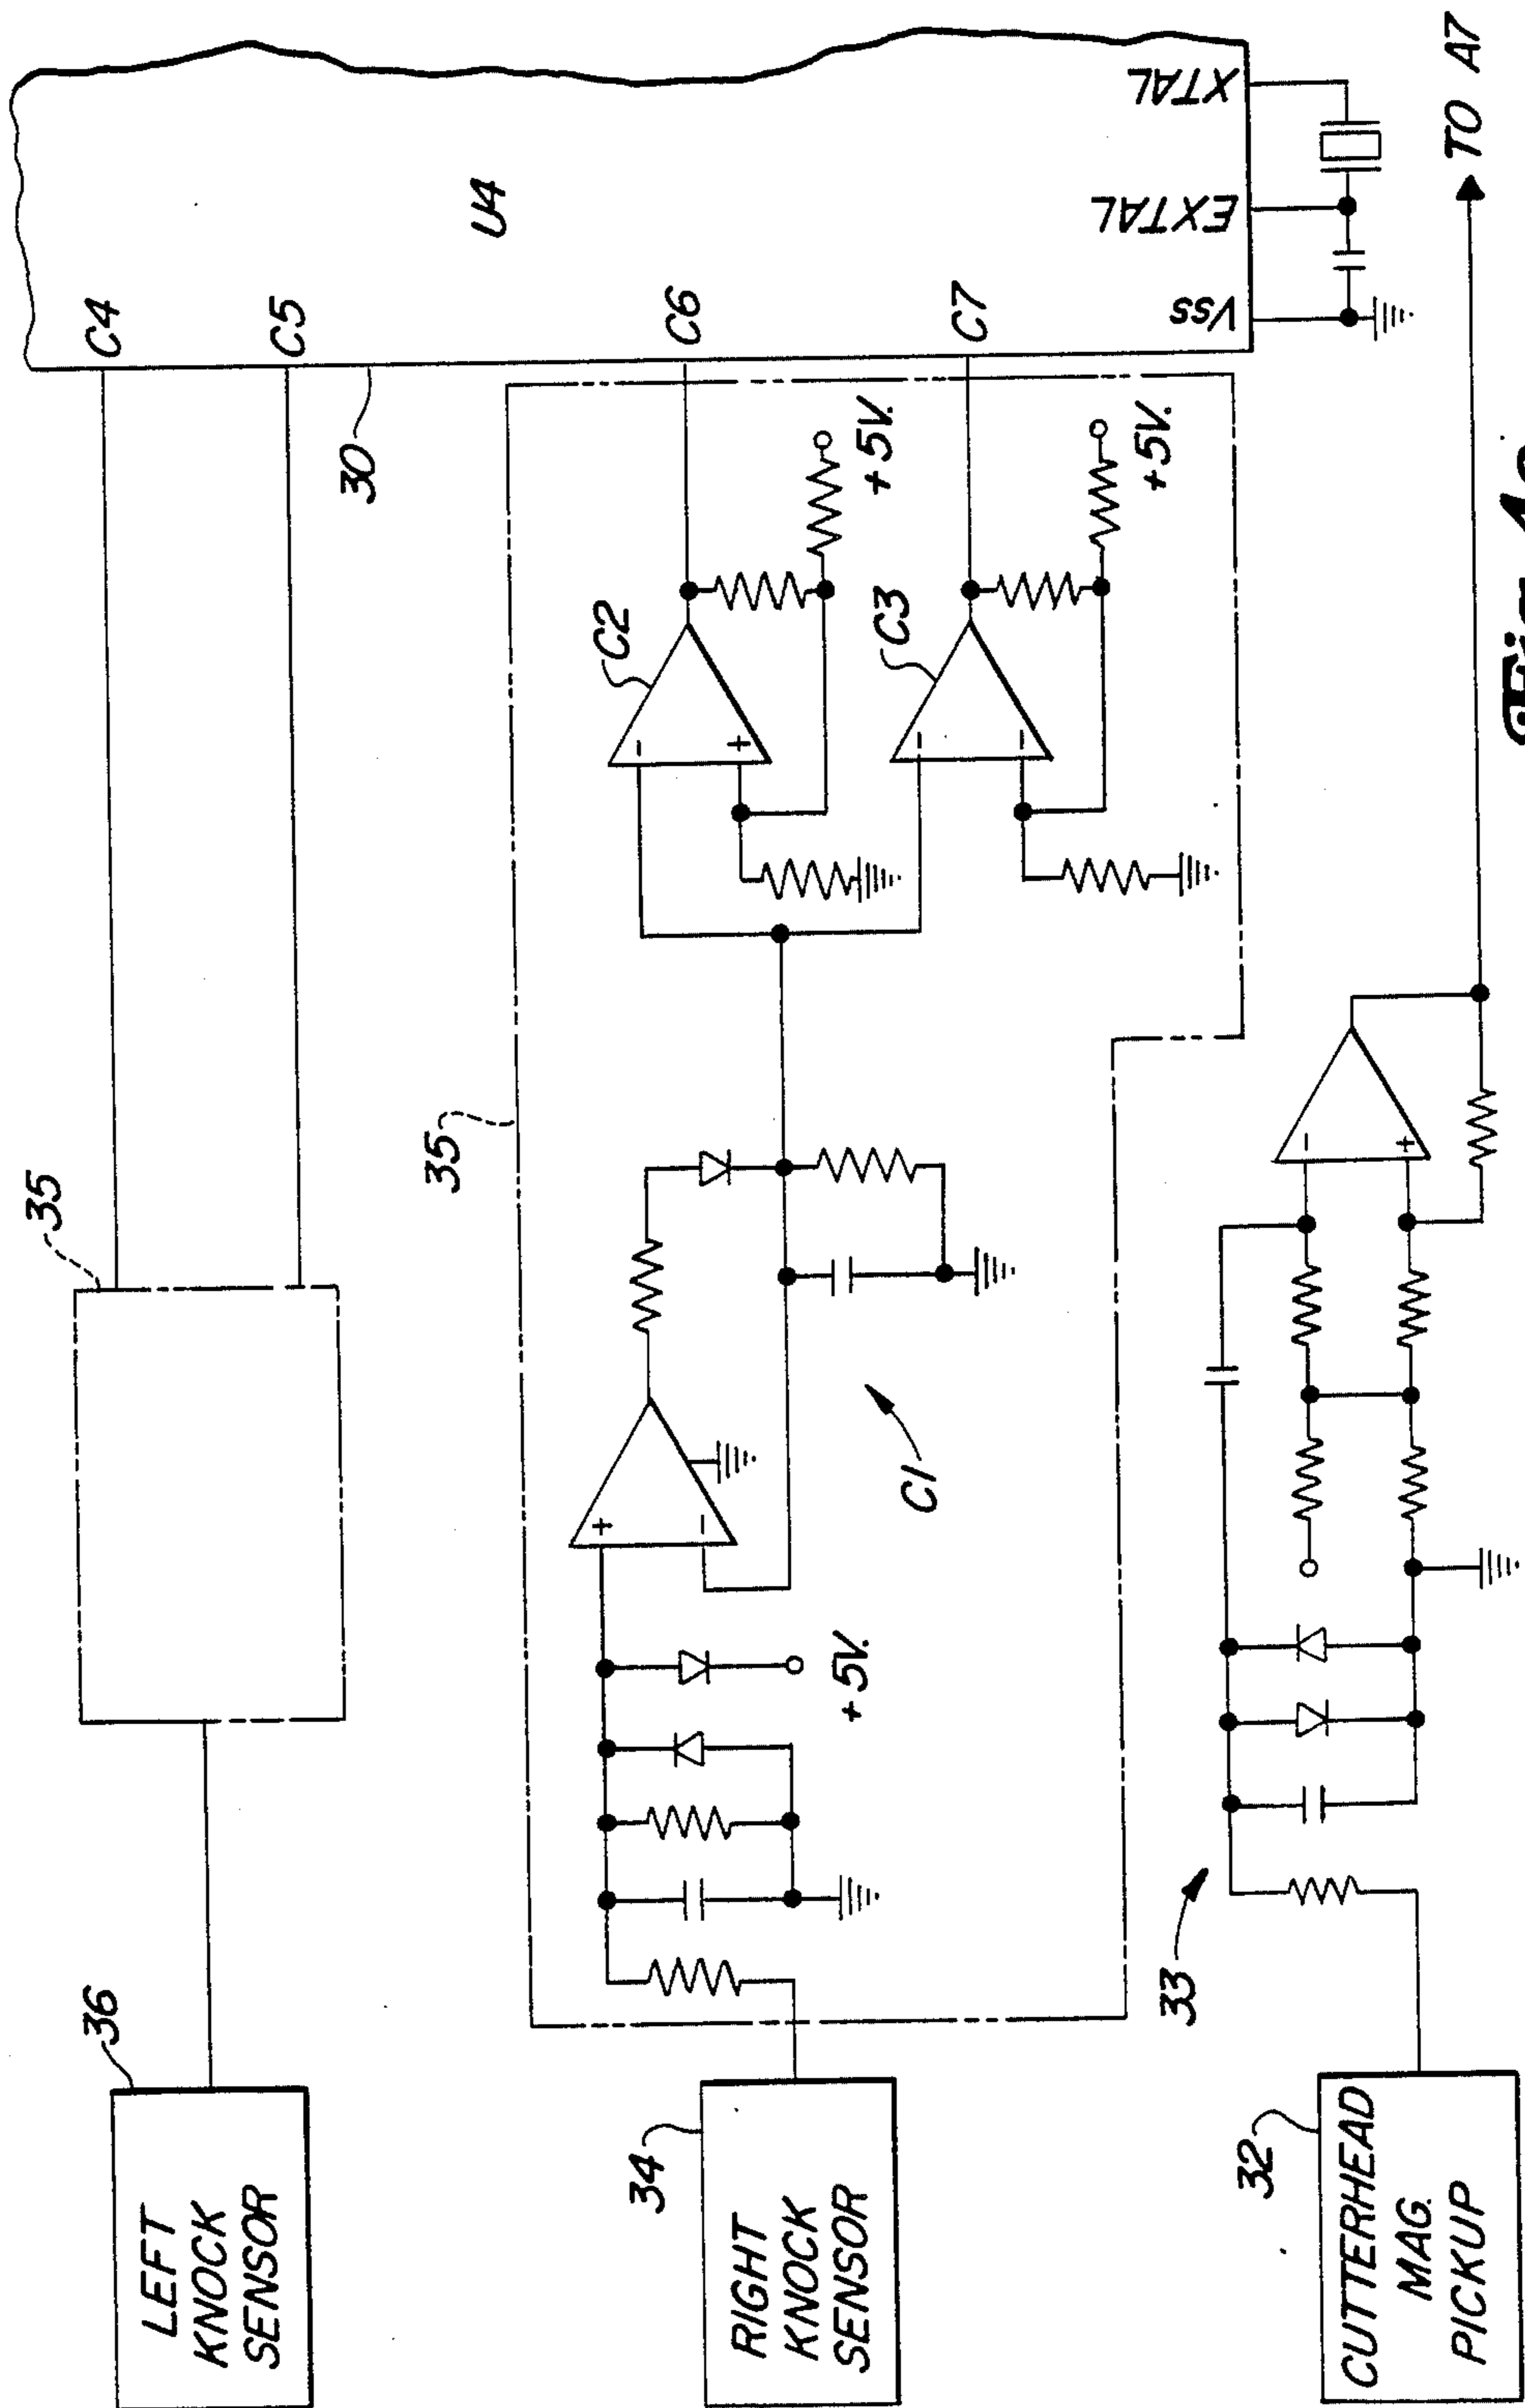 36
LEFT
KNOCK
SENSOR
35
C4
C5
U4
30
34
RIGHT
KNOCK
SENSOR
35
+5V.
+
-
C1
C2
-
+
+5V.
C6
C3
-
-
+5V.
C7
Vss
EXTAL
XTAL
32
CUTTERHEAD
MAG.
PICKUP
33
-
+
TO A7